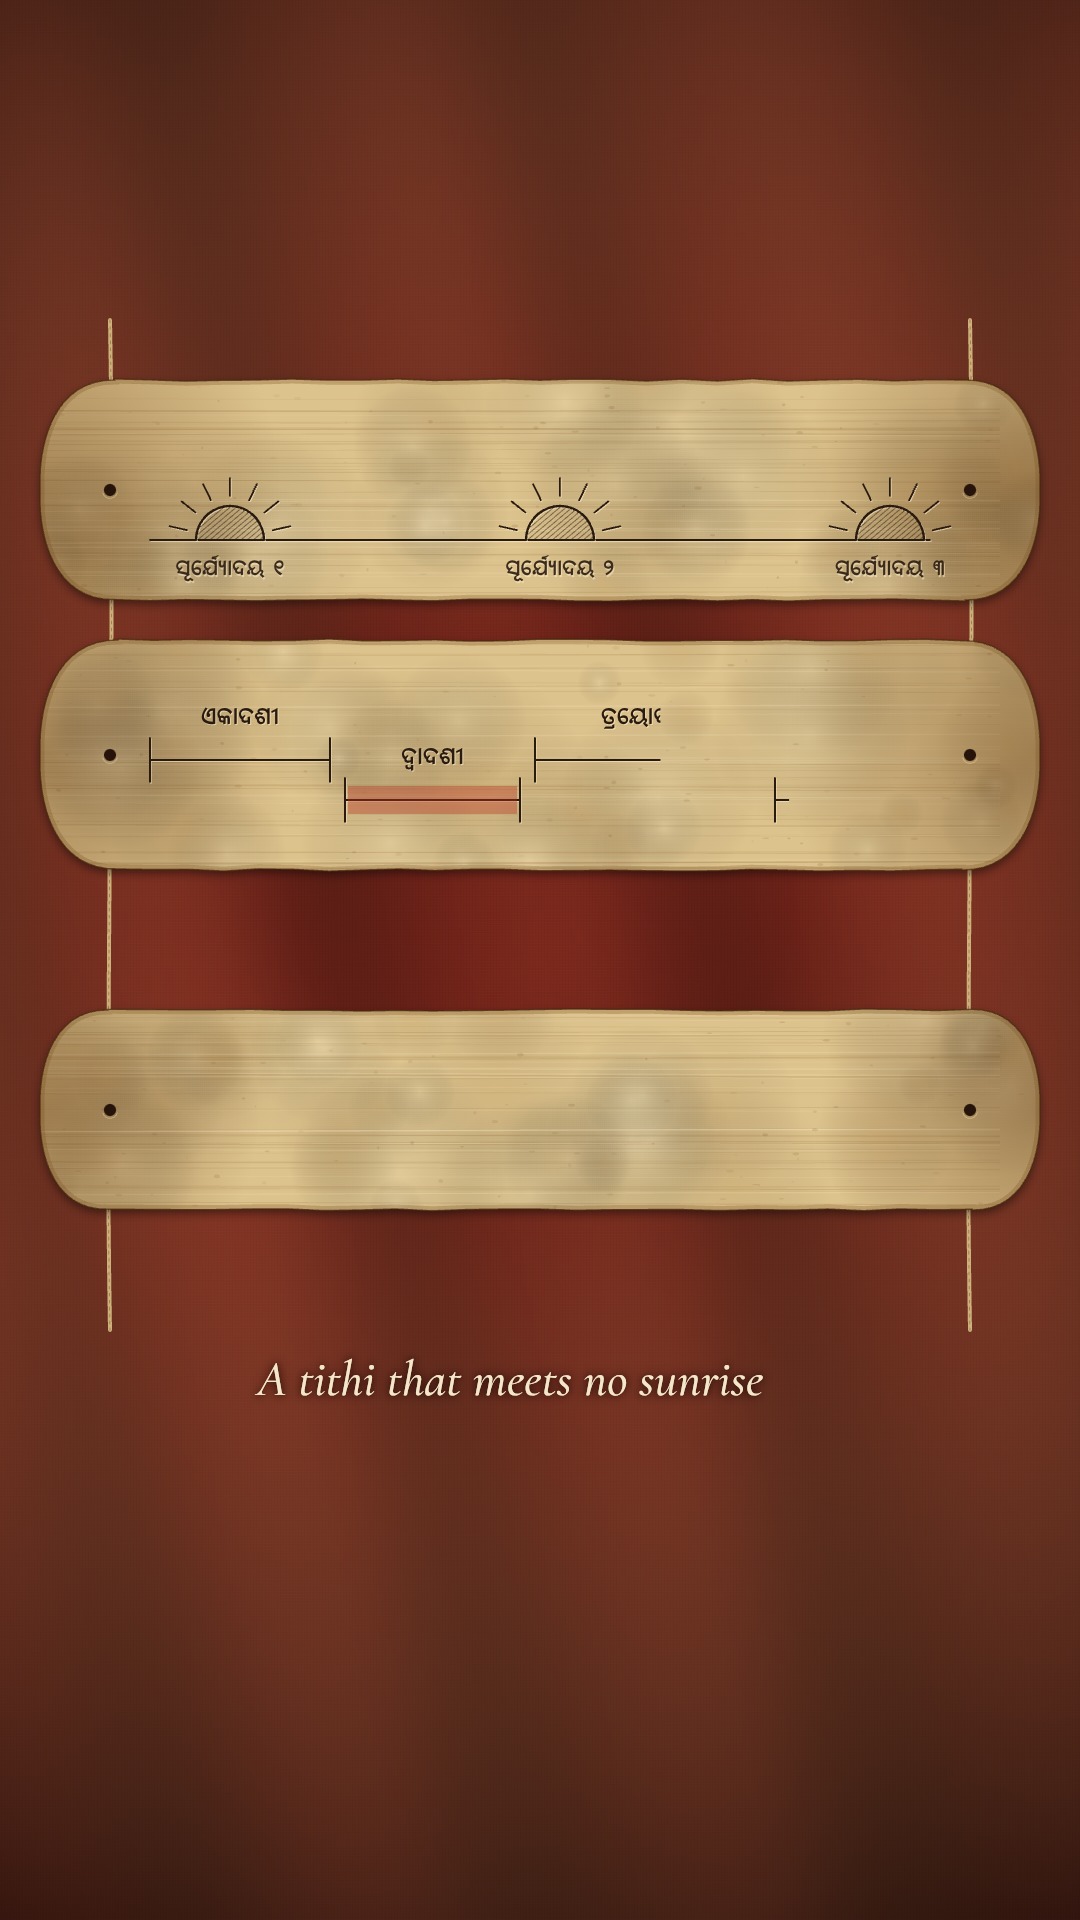 ସୂର୍ଯ୍ୟୋଦୟ ୧ ସୂର୍ଯ୍ୟୋଦୟ ୨ ସୂର୍ଯ୍ୟୋଦୟ ୩
ଏକାଦଶୀ
ଦ୍ୱାଦଶୀ
A tithi that meets no sunrise